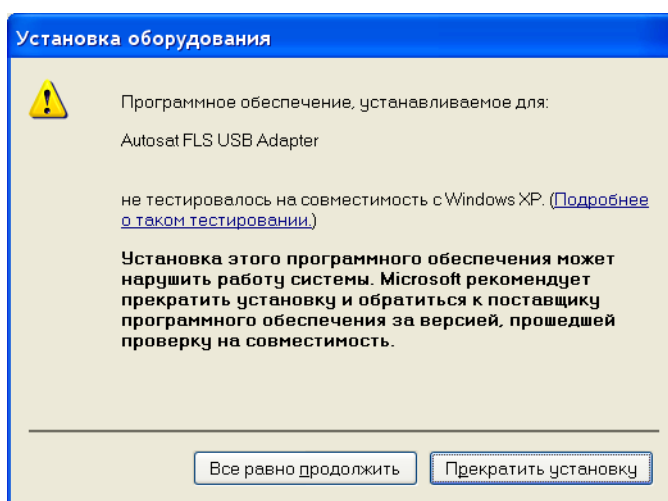 Установка оборудования
Программное обеспечение, устанавливаемое для:
Autosat FLS USB Adapter
не тестировалось на совместимость с Windows XP. (Подробнее
о таком тестировании.)
Установка этого программного обеспечения может
нарушить работу системы. Microsoft рекомендует
прекратить установку и обратиться к поставщику
программного обеспечения за версией, прошедшей
проверку на совместимость.
Все равно продолжить
Прекратить установку